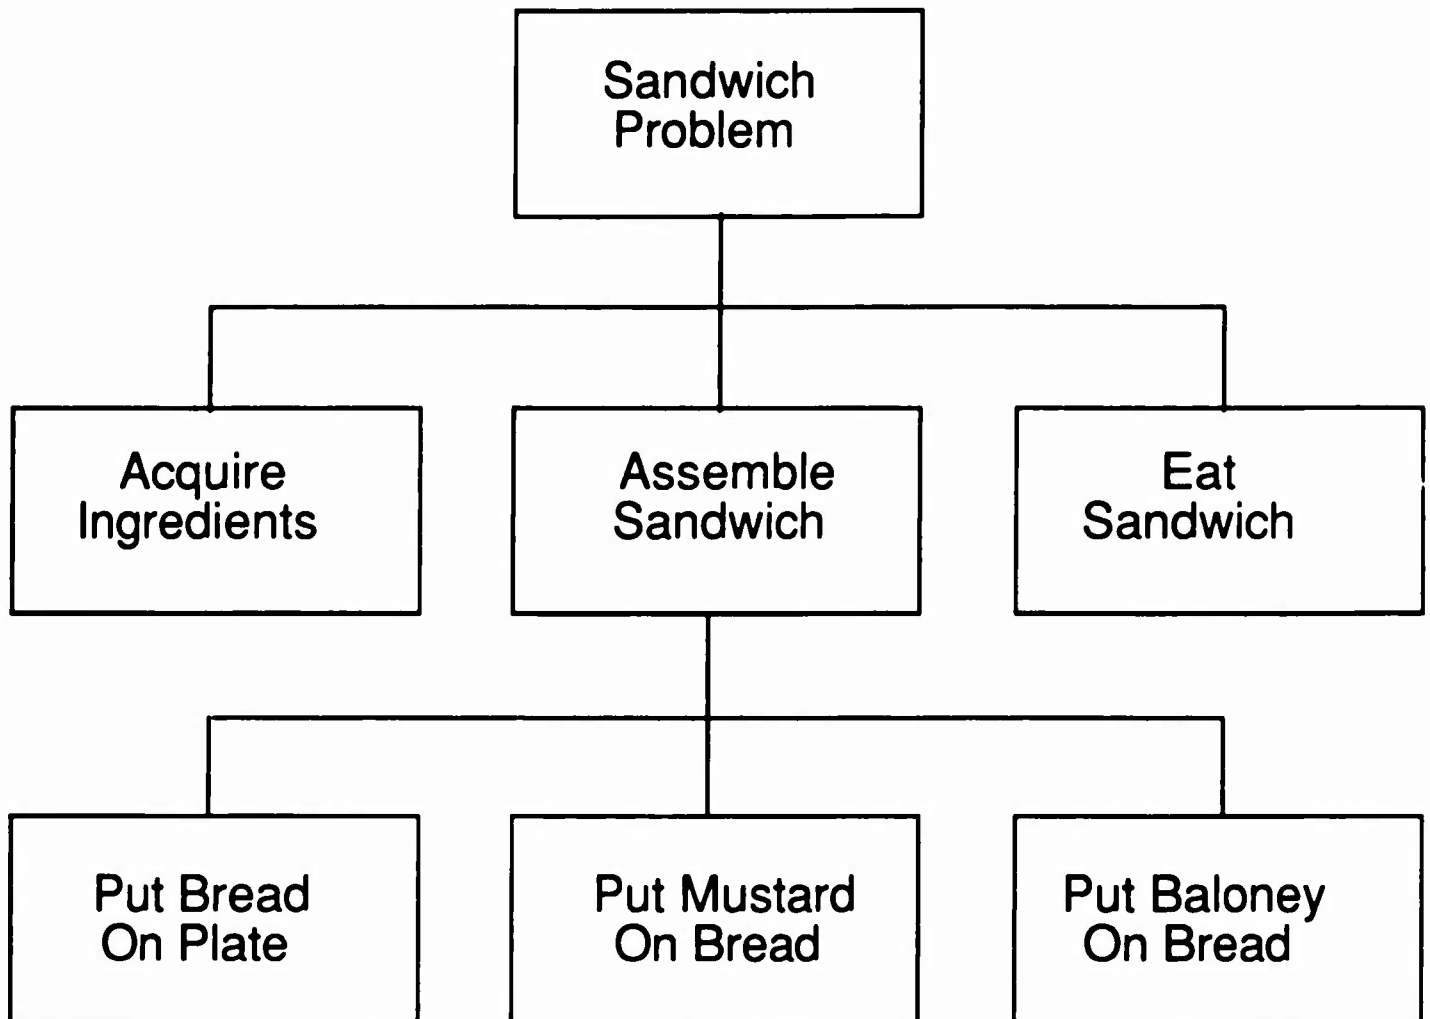 Sandwich
Problem
Acquire
Ingredients
Assemble
Sandwich
Eat
Sandwich
Put Bread
On Plate
Put Mustard
On Bread
Put Baloney
On Bread